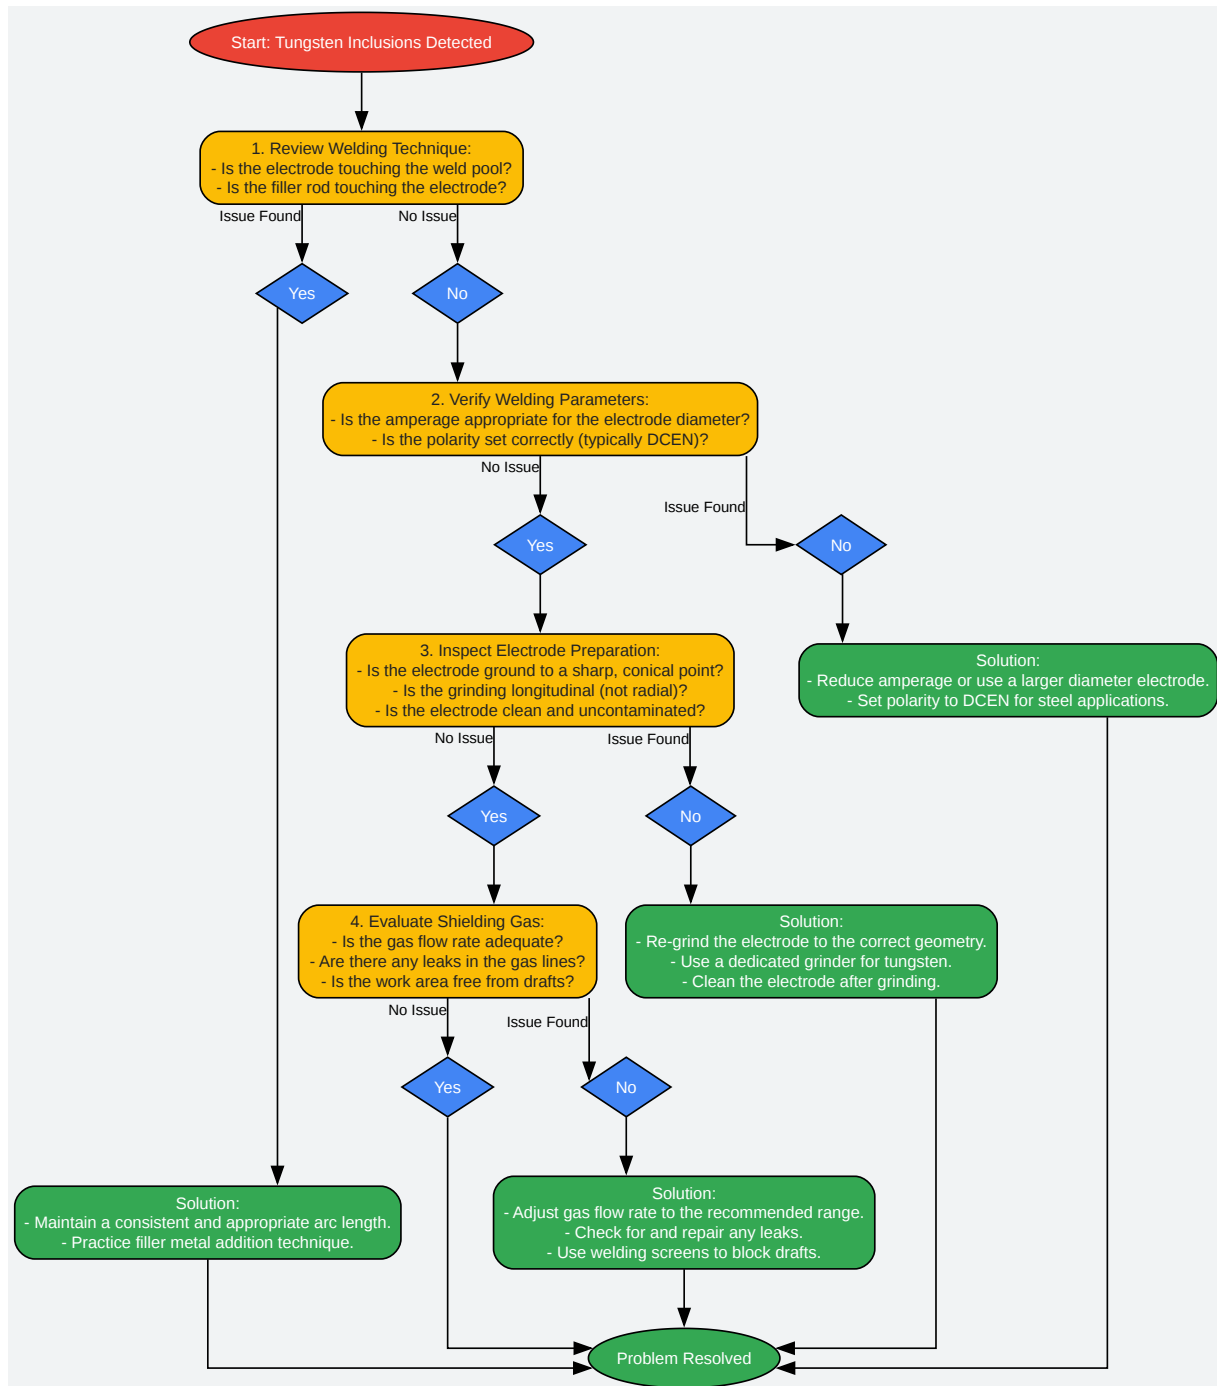 Start: Tungsten Inclusions Detected
1. Review Welding Technique:
- Is the electrode touching the weld pool?
- Is the filler rod touching the electrode?
Issue Found
No Issue
Yes
No
2. Verify Welding Parameters:
- Is the amperage appropriate for the electrode diameter?
- Is the polarity set correctly (typically DCEN)?
No Issue
Issue Found
Yes
No
3. Inspect Electrode Preparation:
- Is the electrode ground to a sharp, conical point?
- Is the grinding longitudinal (not radial)?
- Is the electrode clean and uncontaminated?
Solution:
- Reduce amperage or use a larger diameter electrode.
- Set polarity to DCEN for steel applications.
No Issue
Issue Found
Yes
No
4. Evaluate Shielding Gas:
- Is the gas flow rate adequate?
- Are there any leaks in the gas lines?
- Is the work area free from drafts?
Solution:
- Re-grind the electrode to the correct geometry.
- Use a dedicated grinder for tungsten.
- Clean the electrode after grinding.
No Issue
Issue Found
Yes
No
Solution:
- Maintain a consistent and appropriate arc length.
- Practice filler metal addition technique.
Solution:
- Adjust gas flow rate to the recommended range.
- Check for and repair any leaks.
- Use welding screens to block drafts.
Problem Resolved